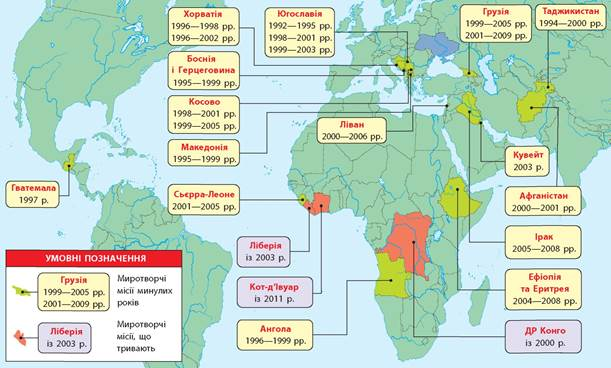 Хорватія
1996—1998 рр.
1996—2002 рр.
Югославія
1992—1995 рр.
1998—2001 рр.
1999—2003 рр.
Грузія
1999—2005 рр.
2001—2009 рр.
Таджикистан
1994—2000 рр.
Боснія
і Герцеговина
1995—1999 рр.
Косово
1998—2001 рр.
1999—2005 рр.
Македонія
1995—1999 рр.
Ліван
2000—2006 рр.
Кувейт
2003 р.
Гватемала
1997 р.
Сьєрра-Леоне
2001—2005 рр.
Афганістан
2000—2001 рр.
Ліберія
із 2003 р.
Ірак
2005—2008 рр.
Кот-д'Івуар
із 2011 р.
Ефіопія
та Еритрея
2004—2008 рр.
Ангола
1996—1999 рр.
ДР Конго
із 2000 р.
УМОВНІ ПОЗНАЧЕННЯ
Грузія
1999—2005 рр.
2001—2009 рр.
Миротворчі
місії минулих
років
Ліберія
із 2003 р.
Миротворчі
місії, що
тривають